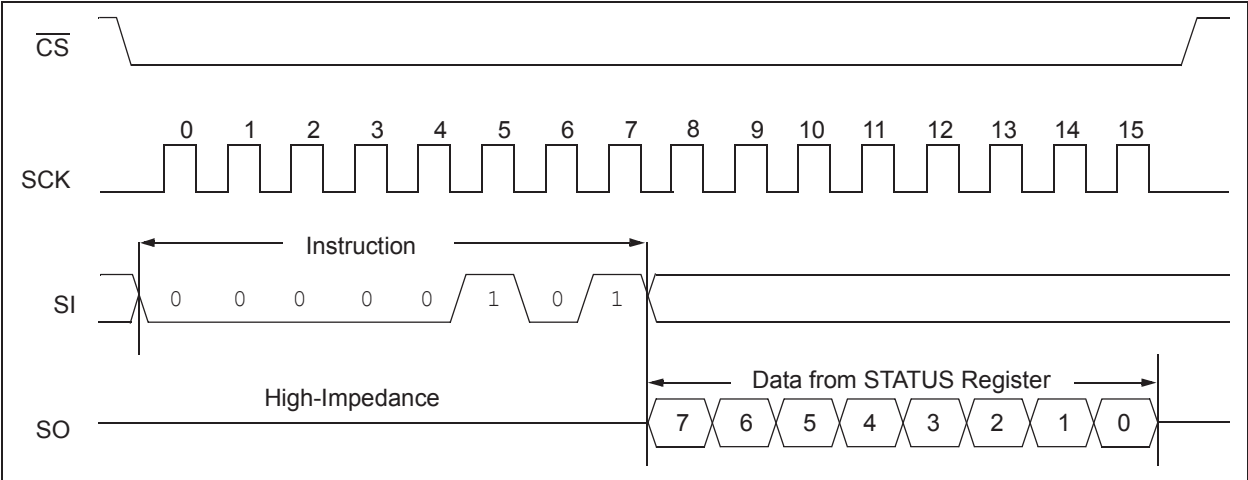 CS
0 1 2 3 4 5 6 7 8 9 10 11 12 13 14 15
SCK
Instruction
SI 0 0 0 0 0 1 0 1
Data from STATUS Register
High-Impedance
SO 7 6 5 4 3 2 1 0